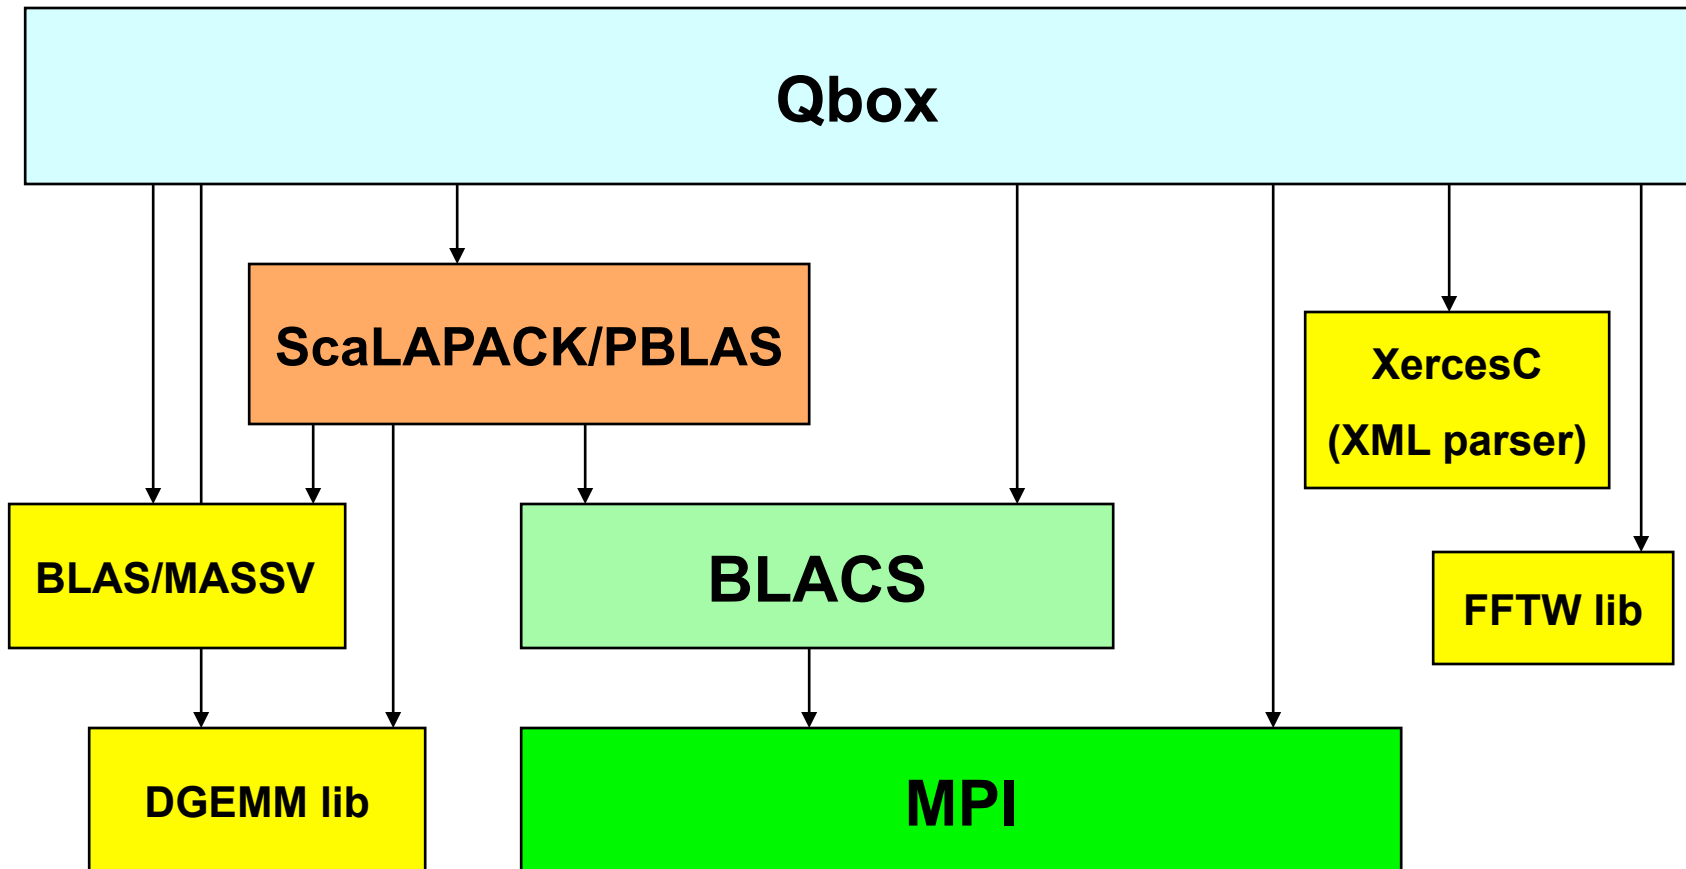 Qbox
ScaLAPACK/PBLAS
XercesC
(XML parser)
BLAS/MASSV
BLACS
FFTW lib
DGEMM lib
MPI